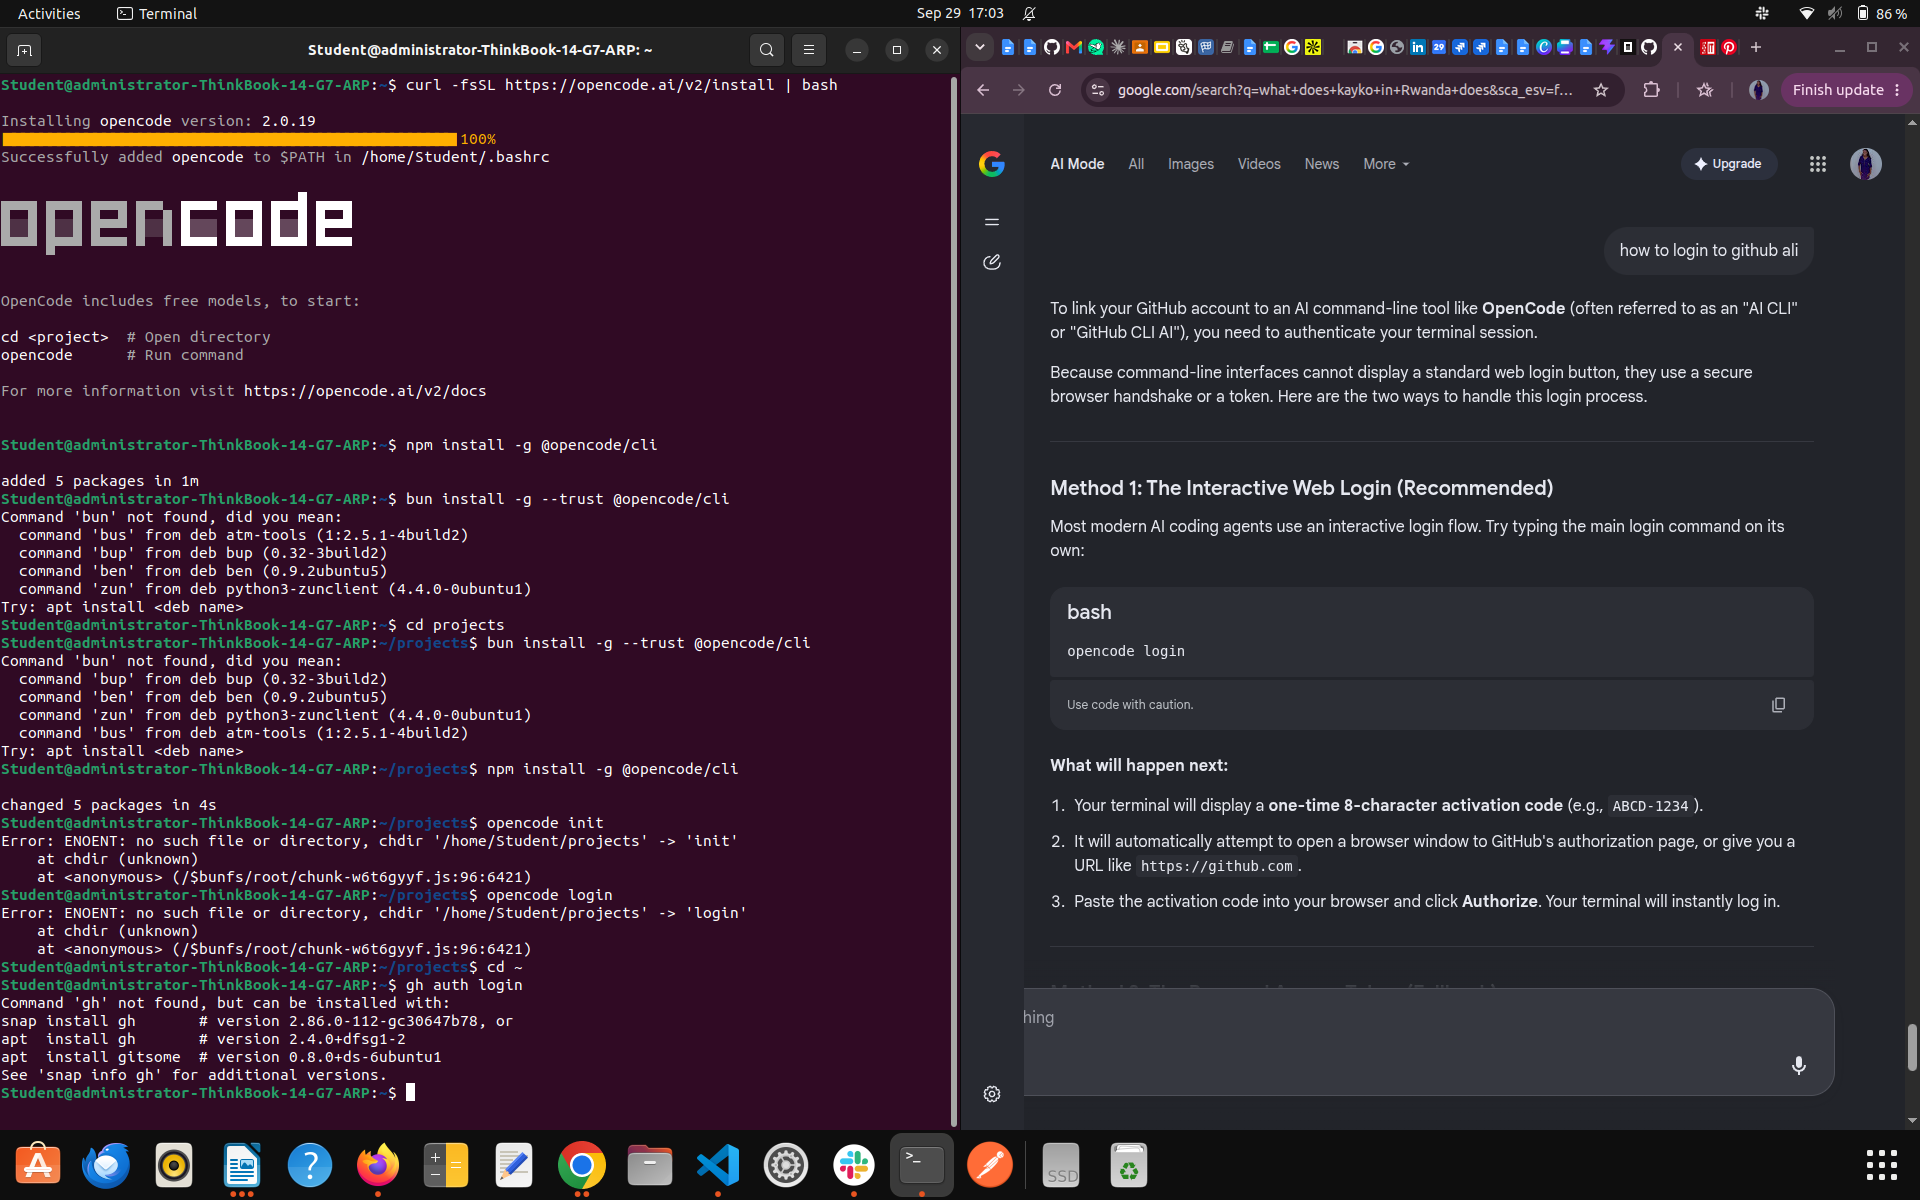 Activities
Terminal
Sep 29 17:03
86 %
Student@administrator-ThinkBook-14-G7-ARP: ~
Student@administrator-ThinkBook-14-G7-ARP:~$ curl -fsSL https://opencode.ai/v2/install | bash
Installing opencode version: 2.0.19
100%
Successfully added opencode to $PATH in /home/Student/.bashrc
opencode
OpenCode includes free models, to start:
cd <project>  # Open directory
opencode      # Run command
For more information visit https://opencode.ai/v2/docs
Student@administrator-ThinkBook-14-G7-ARP:~$ npm install -g @opencode/cli
added 5 packages in 1m
Student@administrator-ThinkBook-14-G7-ARP:~$ bun install -g --trust @opencode/cli
Command 'bun' not found, did you mean:
  command 'bus' from deb atm-tools (1:2.5.1-4build2)
  command 'bup' from deb bup (0.32-3build2)
  command 'ben' from deb ben (0.9.2ubuntu5)
  command 'zun' from deb python3-zunclient (4.4.0-0ubuntu1)
Try: apt install <deb name>
Student@administrator-ThinkBook-14-G7-ARP:~$ cd projects
Student@administrator-ThinkBook-14-G7-ARP:~/projects$ bun install -g --trust @opencode/cli
Command 'bun' not found, did you mean:
  command 'bup' from deb bup (0.32-3build2)
  command 'ben' from deb ben (0.9.2ubuntu5)
  command 'zun' from deb python3-zunclient (4.4.0-0ubuntu1)
  command 'bus' from deb atm-tools (1:2.5.1-4build2)
Try: apt install <deb name>
Student@administrator-ThinkBook-14-G7-ARP:~/projects$ npm install -g @opencode/cli
changed 5 packages in 4s
Student@administrator-ThinkBook-14-G7-ARP:~/projects$ opencode init
Error: ENOENT: no such file or directory, chdir '/home/Student/projects' -> 'init'
    at chdir (unknown)
    at <anonymous> (/$bunfs/root/chunk-w6t6gyyf.js:96:6421)
Student@administrator-ThinkBook-14-G7-ARP:~/projects$ opencode login
Error: ENOENT: no such file or directory, chdir '/home/Student/projects' -> 'login'
    at chdir (unknown)
    at <anonymous> (/$bunfs/root/chunk-w6t6gyyf.js:96:6421)
Student@administrator-ThinkBook-14-G7-ARP:~/projects$ cd ~
Student@administrator-ThinkBook-14-G7-ARP:~$ gh auth login
Command 'gh' not found, but can be installed with:
snap install gh       # version 2.86.0-112-gc30647b78, or
apt  install gh       # version 2.4.0+dfsg1-2
apt  install gitsome  # version 0.8.0+ds-6ubuntu1
See 'snap info gh' for additional versions.
Student@administrator-ThinkBook-14-G7-ARP:~$
google.com/search?q=what+does+kayko+in+Rwanda+does&sca_esv=f...
Finish update
AI Mode
All
Images
Videos
News
More
Upgrade
how to login to github ali
To link your GitHub account to an AI command-line tool like OpenCode (often referred to as an "AI CLI"
or "GitHub CLI AI"), you need to authenticate your terminal session.
Because command-line interfaces cannot display a standard web login button, they use a secure
browser handshake or a token. Here are the two ways to handle this login process.
Method 1: The Interactive Web Login (Recommended)
Most modern AI coding agents use an interactive login flow. Try typing the main login command on its
own:
bash
opencode login
Use code with caution.
What will happen next:
1. Your terminal will display a one-time 8-character activation code (e.g., ABCD-1234 ).
2. It will automatically attempt to open a browser window to GitHub's authorization page, or give you a
URL like https://github.com .
3. Paste the activation code into your browser and click Authorize. Your terminal will instantly log in.
hing
SSD